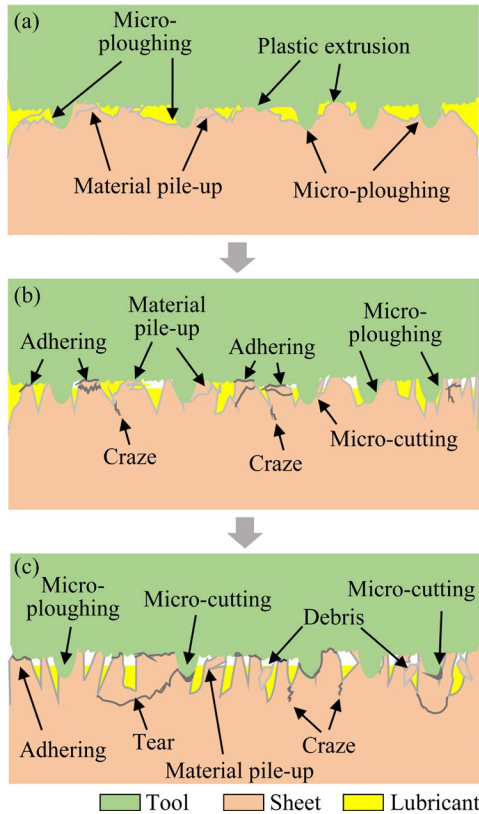 (a)
Micro-
ploughing
Plastic extrusion
Material pile-up
Micro-ploughing
(b)
Adhering
Material
pile-up
Adhering
Micro-
ploughing
Craze
Craze
Micro-cutting
(c)
Micro-
ploughing
Micro-cutting
Debris
Micro-cutting
Adhering
Tear
Material pile-up
Craze
Tool
Sheet
Lubricant